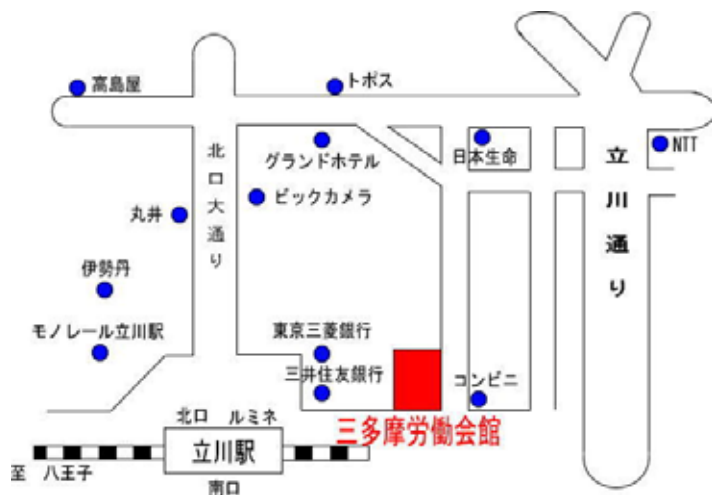 高島屋
トポス
北口大通り
グランドホテル
日本生命
立川通り
NTT
丸井
ビックカメラ
伊勢丹
モノレール立川駅
東京三菱銀行
三井住友銀行
コンビニ
三多摩労働会館
北口 ルミネ
立川駅
至 八王子
南口